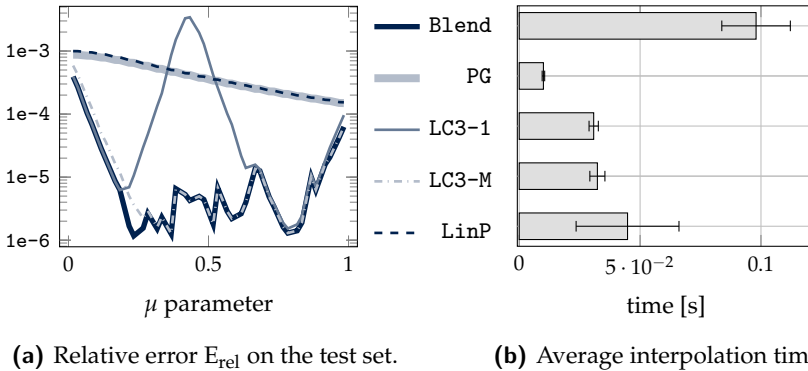 1e-3
1e-4
1e-5
1e-6
0
0.5
1
μ parameter
Blend
PG
LC3-1
LC3-M
LinP
0
5 · 10⁻²
0.1
time [s]
(a) Relative error E_rel on the test set.
(b) Average interpolation